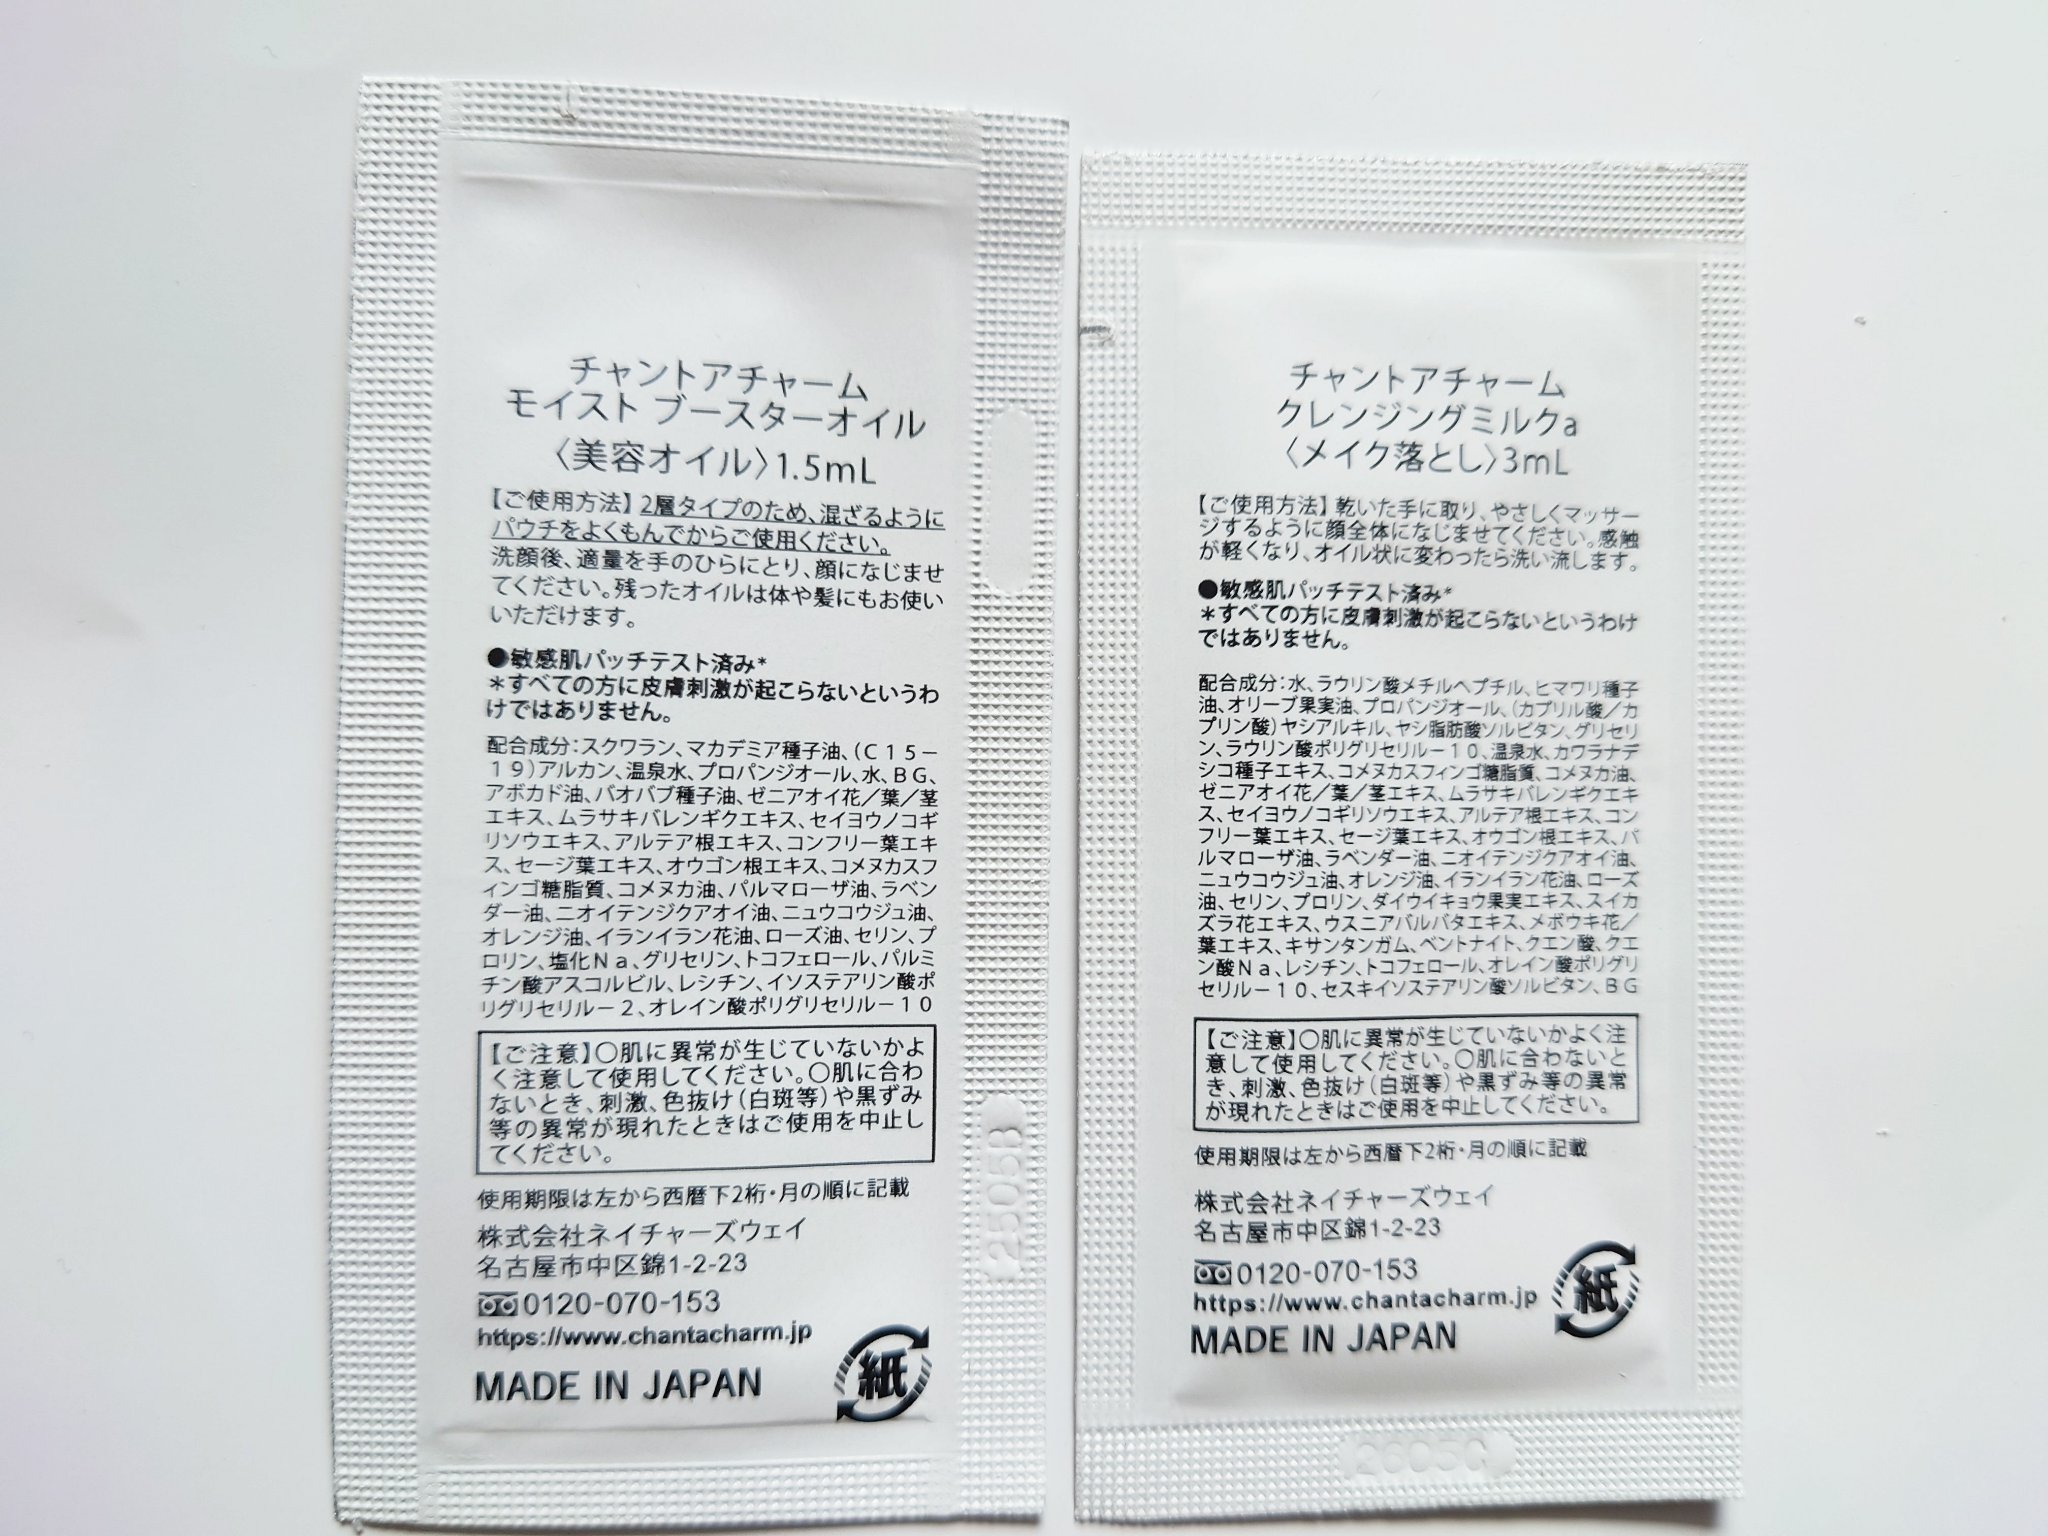 チャントアチャーム
モイスト ブースターオイル
〈美容オイル〉1.5mL
【ご使用方法】2層タイプのため、混ざるように
パウチをよくもんでからご使用ください。
洗顔後、適量を手のひらにとり、顔になじませ
てください。残ったオイルは体や髪にもお使い
いただけます。
●敏感肌パッチテスト済み*
*すべての方に皮膚刺激が起こらないというわ
けではありません。
配合成分：スクワラン、マカデミア種子油、（Ｃ１５－
１９）アルカン、温泉水、プロパンジオール、水、ＢＧ、
アボカド油、バオバブ種子油、ゼニアオイ花／葉／茎
エキス、ムラサキバレンギクエキス、セイヨウノコギ
リソウエキス、アルテア根エキス、コンフリー葉エキ
ス、セージ葉エキス、オウゴン根エキス、コメヌカスフ
ィンゴ糖脂質、コメヌカ油、パルマローザ油、ラベン
ダー油、ニオイテンジクアオイ油、ニュウコウジュ油、
オレンジ油、イランイラン花油、ローズ油、セリン、プ
ロリン、塩化Ｎａ、グリセリン、トコフェロール、パルミ
チン酸アスコルビル、レシチン、イソステアリン酸ポ
リグリセリル－２、オレイン酸ポリグリセリル－１０
【ご注意】〇肌に異常が生じていないかよ
く注意して使用してください。〇肌に合わ
ないとき、刺激、色抜け（白斑等）や黒ずみ
等の異常が現れたときはご使用を中止し
てください。
使用期限は左から西暦下2桁・月の順に記載
株式会社ネイチャーズウェイ
名古屋市中区錦1-2-23
0120-070-153
https://www.chantacharm.jp
MADE IN JAPAN
紙
2505B
チャントアチャーム
クレンジングミルクa
〈メイク落とし〉3mL
【ご使用方法】乾いた手に取り、やさしくマッサー
ジするように顔全体になじませてください。感触
が軽くなり、オイル状に変わったら洗い流します。
●敏感肌パッチテスト済み*
*すべての方に皮膚刺激が起こらないというわけ
ではありません。
配合成分：水、ラウリン酸メチルヘプチル、ヒマワリ種子
油、オリーブ果実油、プロパンジオール、（カプリル酸／カ
プリン酸）ヤシアルキル、ヤシ脂肪酸ソルビタン、グリセリ
ン、ラウリン酸ポリグリセリル－１０、温泉水、カワラナデ
シコ種子エキス、コメヌカスフィンゴ糖脂質、コメヌカ油、
ゼニアオイ花／葉／茎エキス、ムラサキバレンギクエキ
ス、セイヨウノコギリソウエキス、アルテア根エキス、コン
フリー葉エキス、セージ葉エキス、オウゴン根エキス、パ
ルマローザ油、ラベンダー油、ニオイテンジクアオイ油、
ニュウコウジュ油、オレンジ油、イランイラン花油、ローズ
油、セリン、プロリン、ダイウイキョウ果実エキス、スイカ
ズラ花エキス、ウスニアバルバタエキス、メボウキ花／
葉エキス、キサンタンガム、ベントナイト、クエン酸、クエ
ン酸Ｎａ、レシチン、トコフェロール、オレイン酸ポリグリ
セリル－１０、セスキイソステアリン酸ソルビタン、ＢＧ
【ご注意】〇肌に異常が生じていないかよく注
意して使用してください。〇肌に合わないと
き、刺激、色抜け（白斑等）や黒ずみ等の異常
が現れたときはご使用を中止してください。
使用期限は左から西暦下2桁・月の順に記載
株式会社ネイチャーズウェイ
名古屋市中区錦1-2-23
0120-070-153
https://www.chantacharm.jp
MADE IN JAPAN
紙